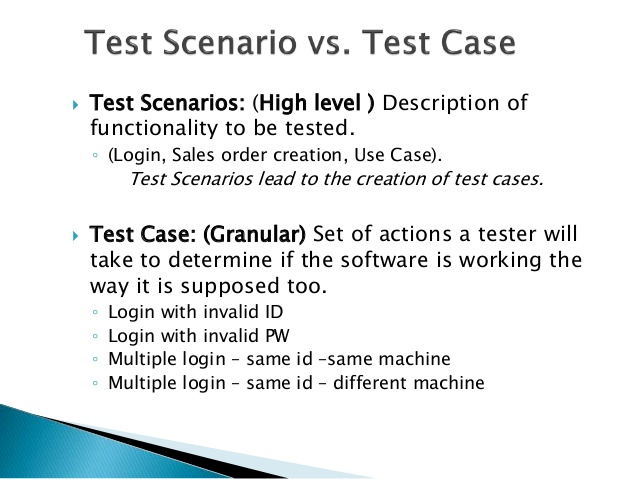 Test Scenario vs. Test Case
Test Scenarios: (High level ) Description of
functionality to be tested.
(Login, Sales order creation, Use Case).
Test Scenarios lead to the creation of test cases.
Test Case: (Granular) Set of actions a tester will
take to determine if the software is working the
way it is supposed too.
Login with invalid ID
Login with invalid PW
Multiple login – same id –same machine
Multiple login – same id – different machine